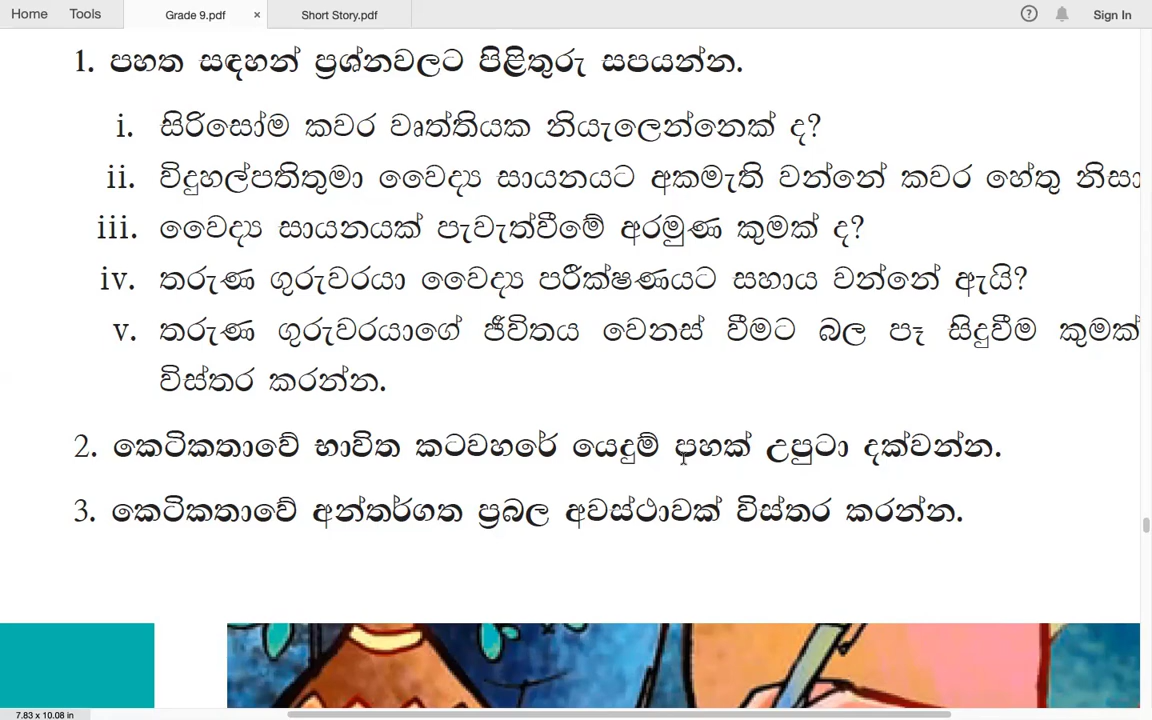 Home Tools Grade 9.pdf × Short Story.pdf ? Sign In
1. පහත සඳහන් ප්‍රශ්නවලට පිළිතුරු සපයන්න.
i. සිරිසෝම කවර වෘත්තියක නියැලෙන්නෙක් ද?
ii. විදුහල්පතිතුමා වෛද්‍ය සායනයට අකමැති වන්නේ කවර හේතු නිසා
iii. වෛද්‍ය සායනයක් පැවැත්වීමේ අරමුණ කුමක් ද?
iv. තරුණ ගුරුවරයා වෛද්‍ය පරීක්ෂණයට සහාය වන්නේ ඇයි?
v. තරුණ ගුරුවරයාගේ ජීවිතය වෙනස් වීමට බල පෑ සිදුවීම කුමක්
විස්තර කරන්න.
2. කෙටිකතාවේ භාවිත කටවහරේ යෙදුම් පහක් උපුටා දක්වන්න.
3. කෙටිකතාවේ අන්තර්ගත ප්‍රබල අවස්ථාවක් විස්තර කරන්න.
7.83 x 10.08 in